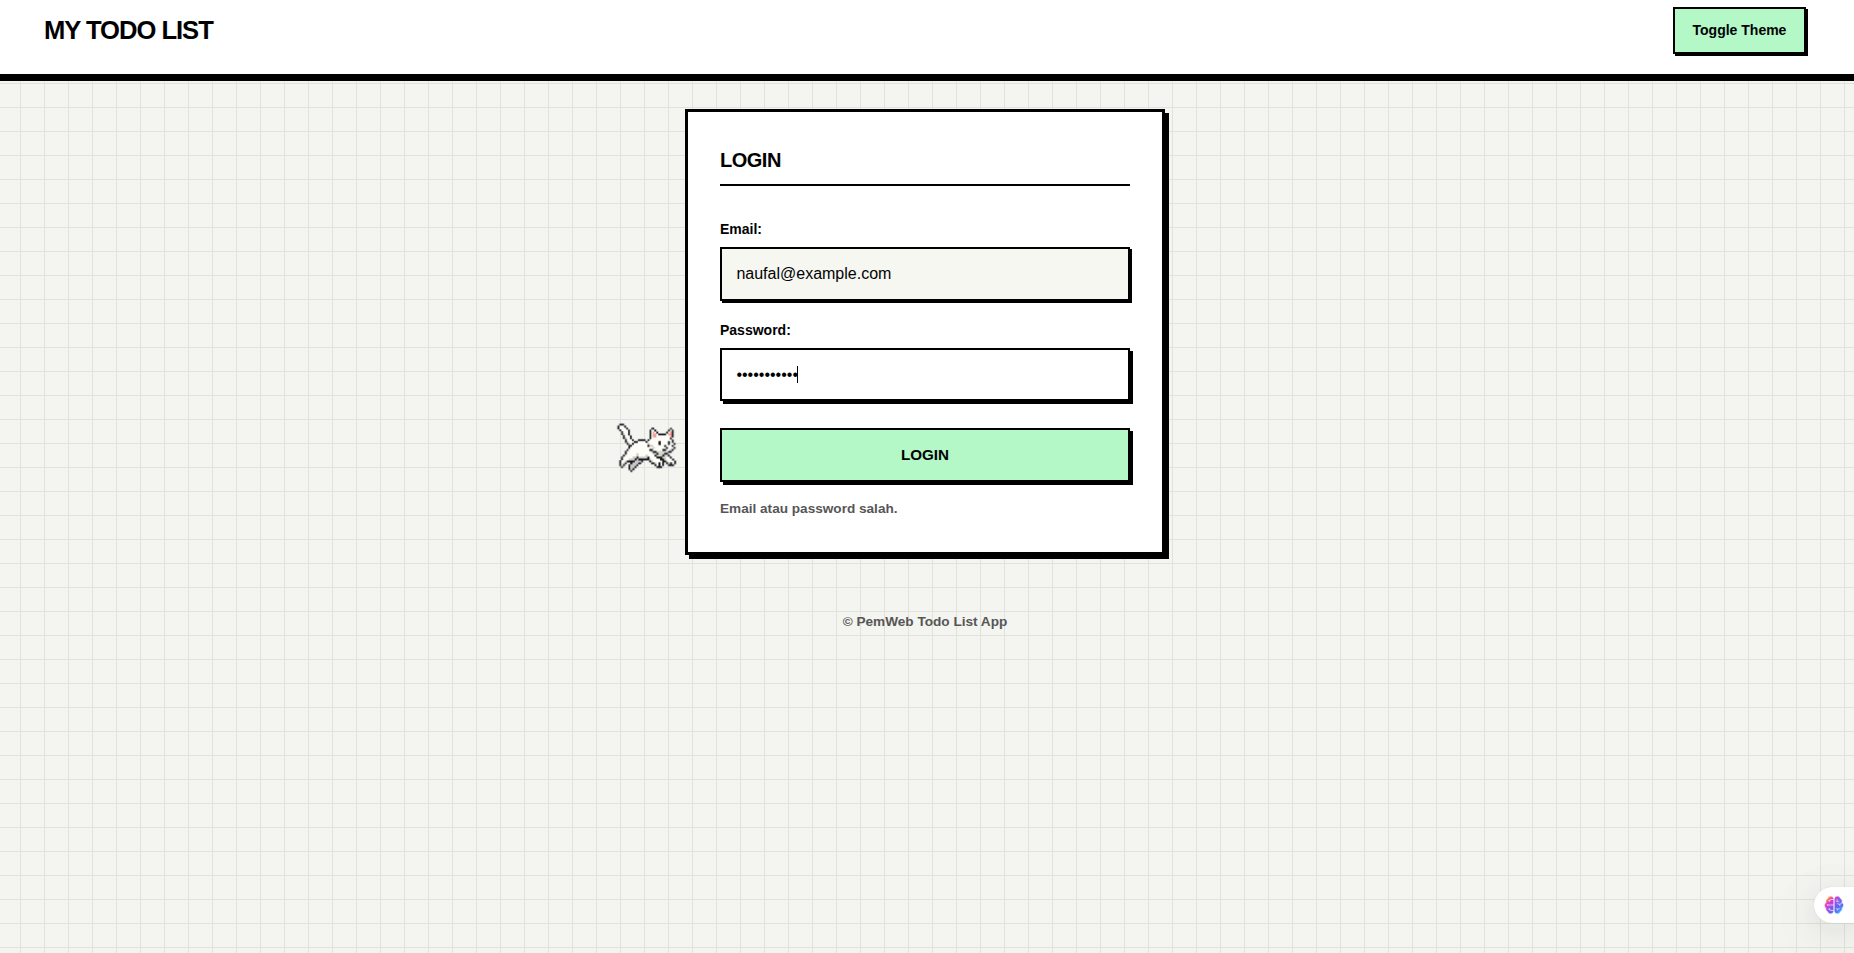 MY TODO LIST
Toggle Theme
LOGIN
Email:
naufal@example.com
Password:
•••••••••••
LOGIN
Email atau password salah.
© PemWeb Todo List App